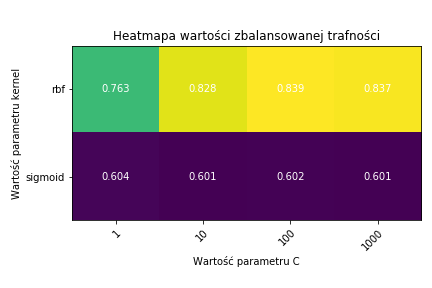 Heatmapa wartości zbalansowanej trafności
Wartość parametru kernel
rbf
0.763 0.828 0.839 0.837
sigmoid
0.604 0.601 0.602 0.601
1 10 100 1000
Wartość parametru C